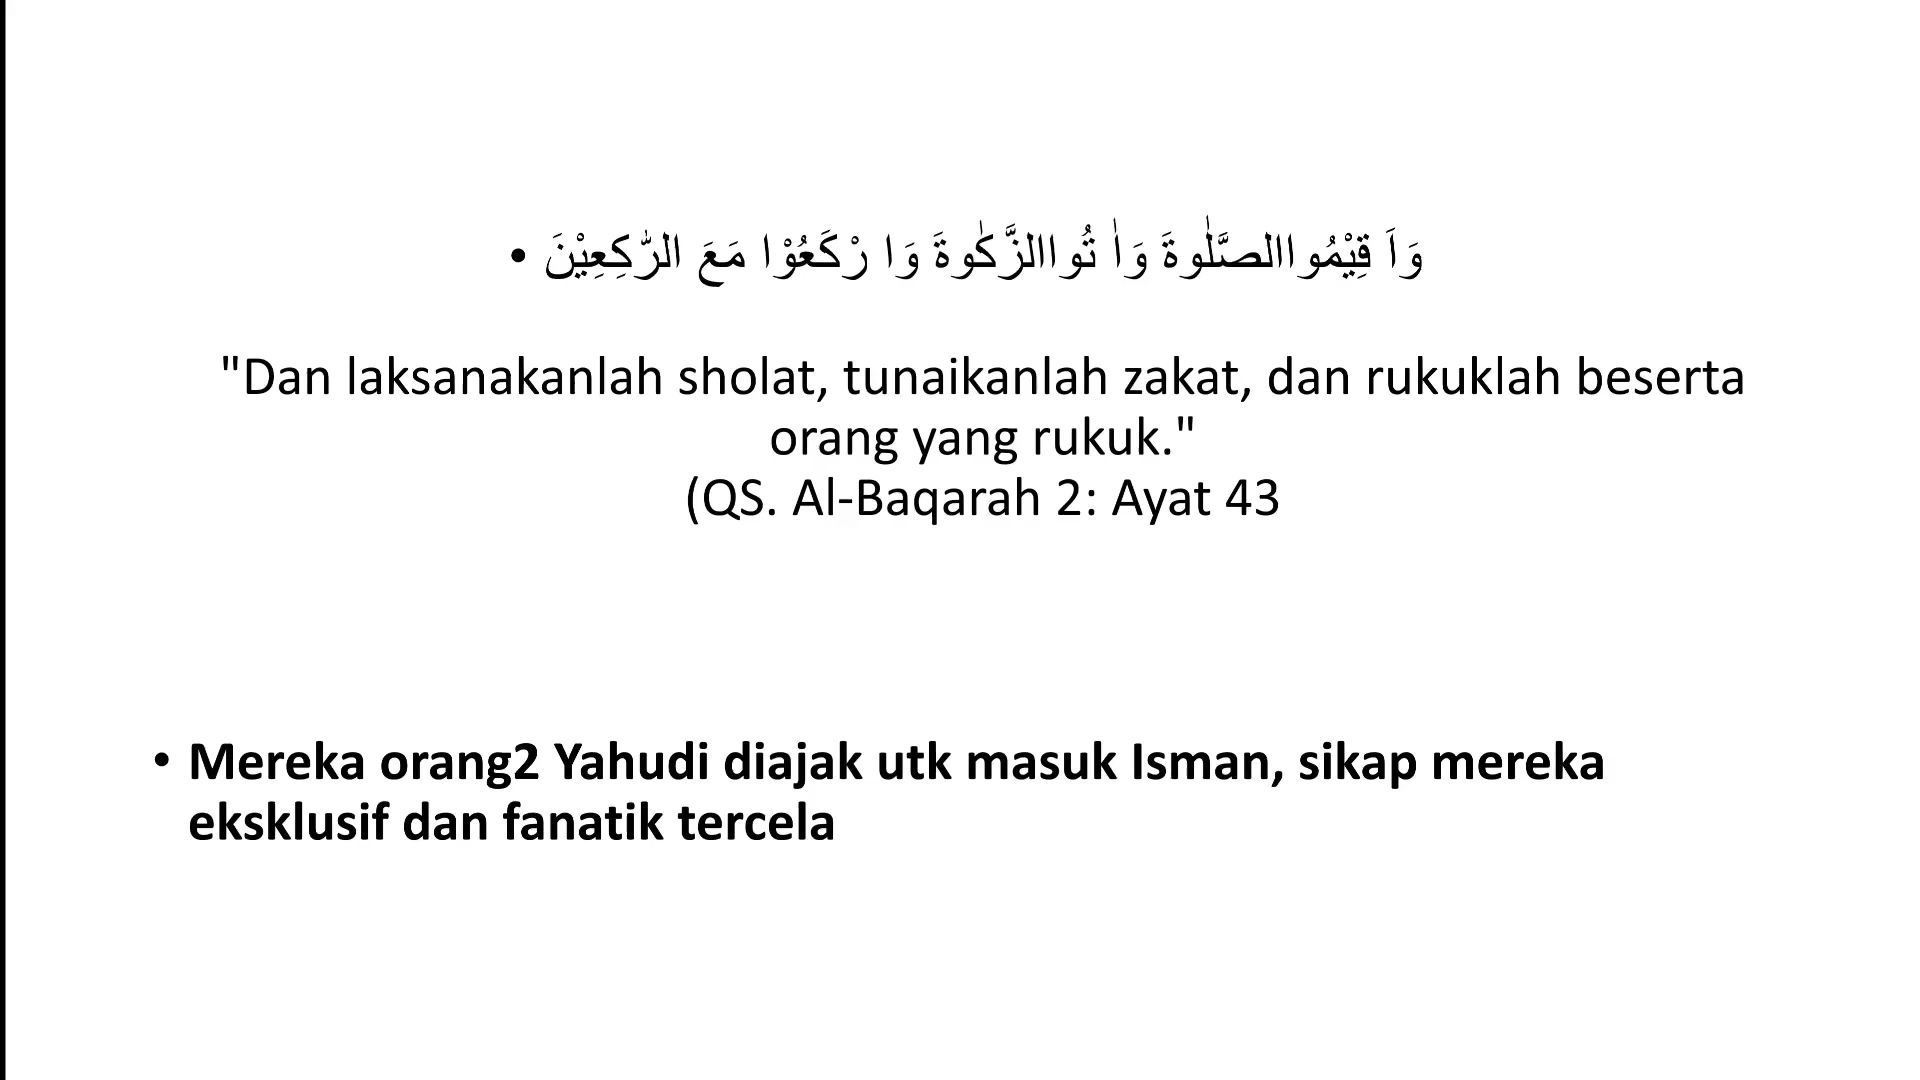 • وَاَ قِيْمُواالصَّلٰوةَ وَاٰ تُواالزَّكٰوةَ وَا رْكَعُوْا مَعَ الرّٰكِعِيْنَ
"Dan laksanakanlah sholat, tunaikanlah zakat, dan rukuklah beserta
orang yang rukuk."
(QS. Al-Baqarah 2: Ayat 43
• Mereka orang2 Yahudi diajak utk masuk Isman, sikap mereka
eksklusif dan fanatik tercela